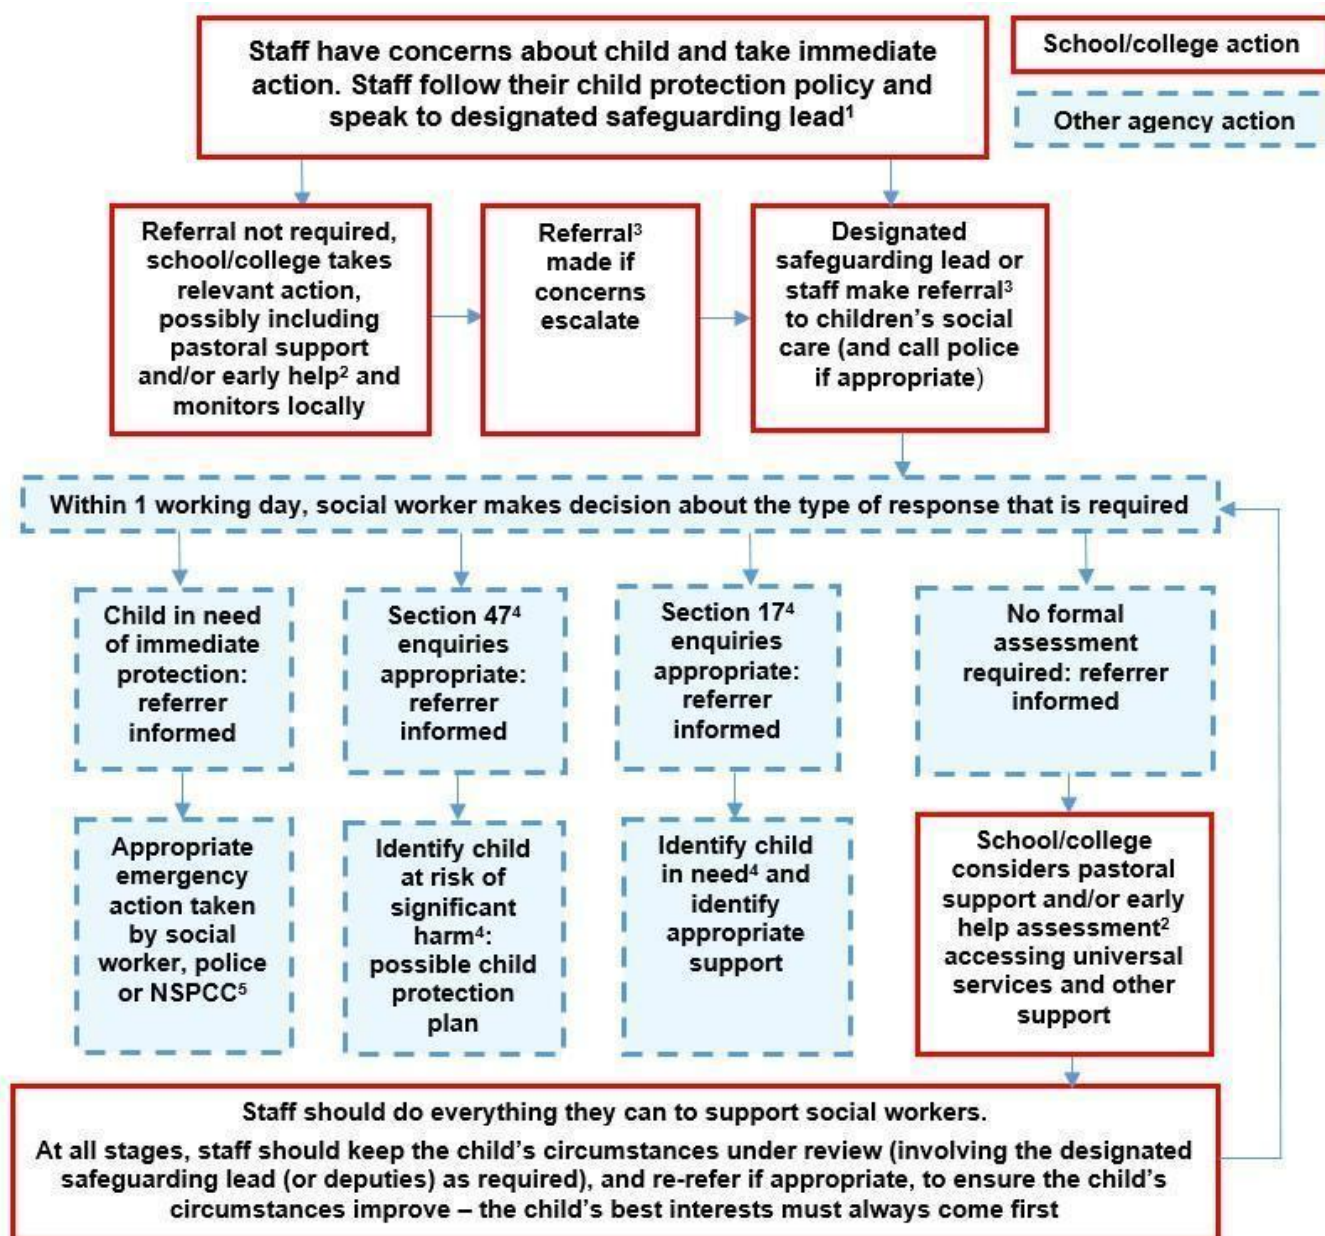 Staff have concerns about child and take immediate
action. Staff follow their child protection policy and
speak to designated safeguarding lead¹
School/college action
Other agency action
Referral not required,
school/college takes
relevant action,
possibly including
pastoral support
and/or early help² and
monitors locally
Referral³
made if
concerns
escalate
Designated
safeguarding lead or
staff make referral³
to children's social
care (and call police
if appropriate)
Within 1 working day, social worker makes decision about the type of response that is required
Child in need
of immediate
protection:
referrer
informed
Section 47⁴
enquiries
appropriate:
referrer
informed
Section 17⁴
enquiries
appropriate:
referrer
informed
No formal
assessment
required: referrer
informed
Appropriate
emergency
action taken
by social
worker, police
or NSPCC⁵
Identify child
at risk of
significant
harm⁴:
possible child
protection
plan
Identify child
in need⁴ and
identify
appropriate
support
School/college
considers pastoral
support and/or early
help assessment²
accessing universal
services and other
support
Staff should do everything they can to support social workers.
At all stages, staff should keep the child's circumstances under review (involving the designated
safeguarding lead (or deputies) as required), and re-refer if appropriate, to ensure the child's
circumstances improve – the child's best interests must always come first